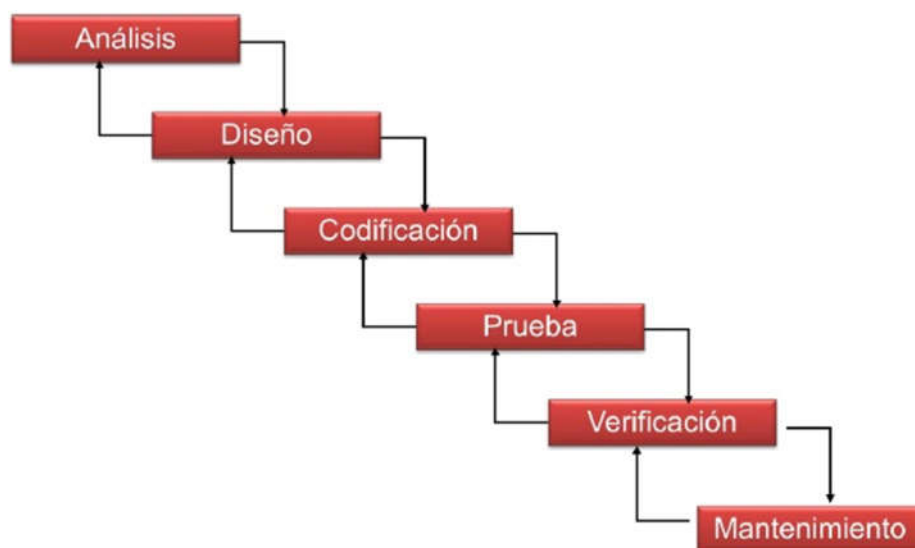 Análisis
Diseño
Codificación
Prueba
Verificación
Mantenimiento